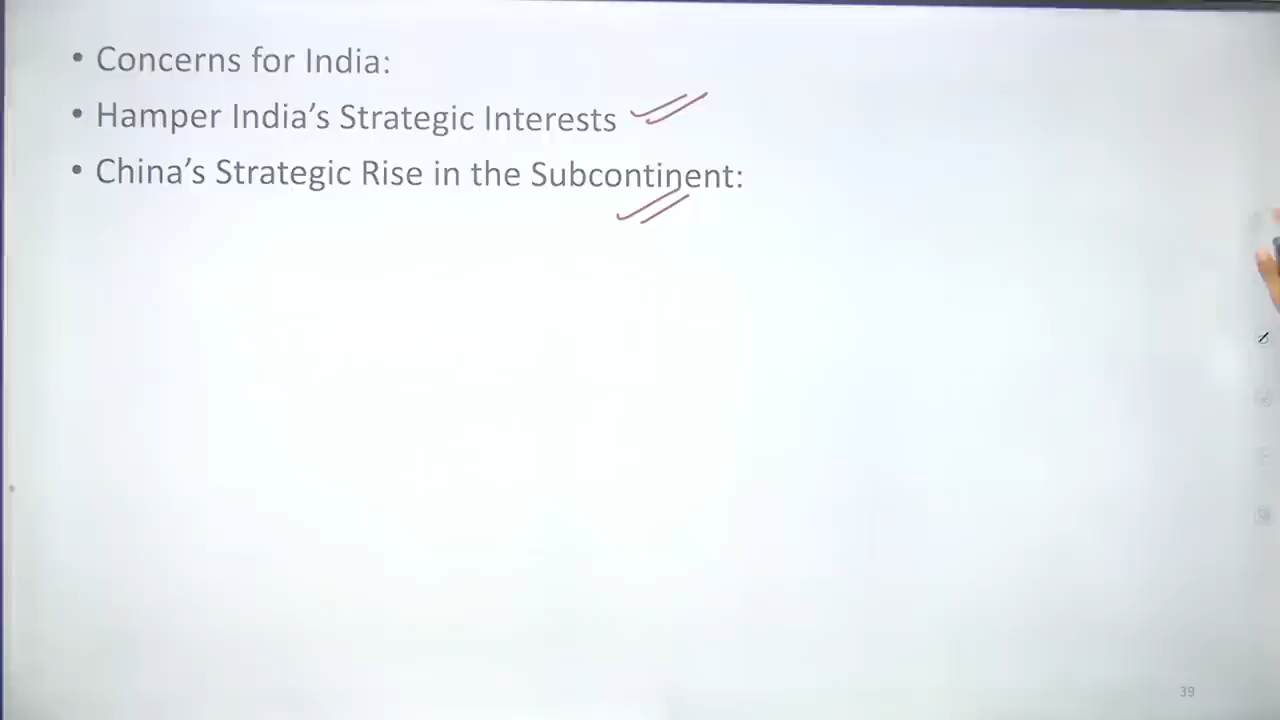 • Concerns for India:
• Hamper India's Strategic Interests
• China's Strategic Rise in the Subcontinent:
39